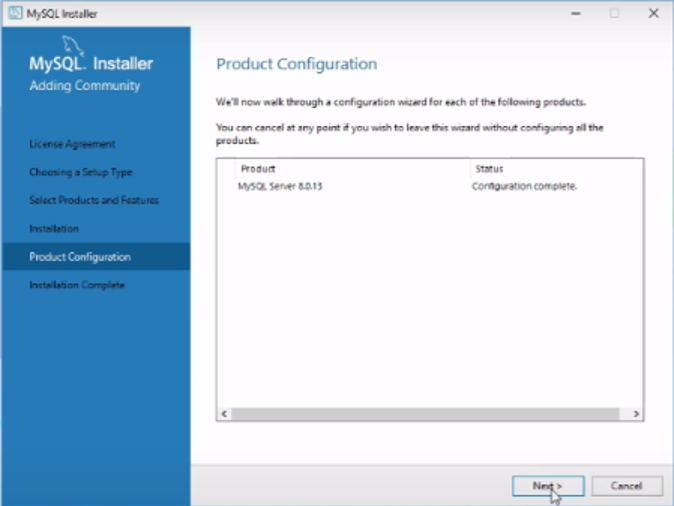 MySQL Installer
MySQL. Installer
Adding Community
License Agreement
Choosing a Setup Type
Select Products and Features
Installation
Product Configuration
Installation Complete
Product Configuration
We'll now walk through a configuration wizard for each of the following products.
You can cancel at any point if you wish to leave this wizard without configuring all the
products.
Product Status
MySQL Server 8.0.13 Configuration complete.
Next > Cancel